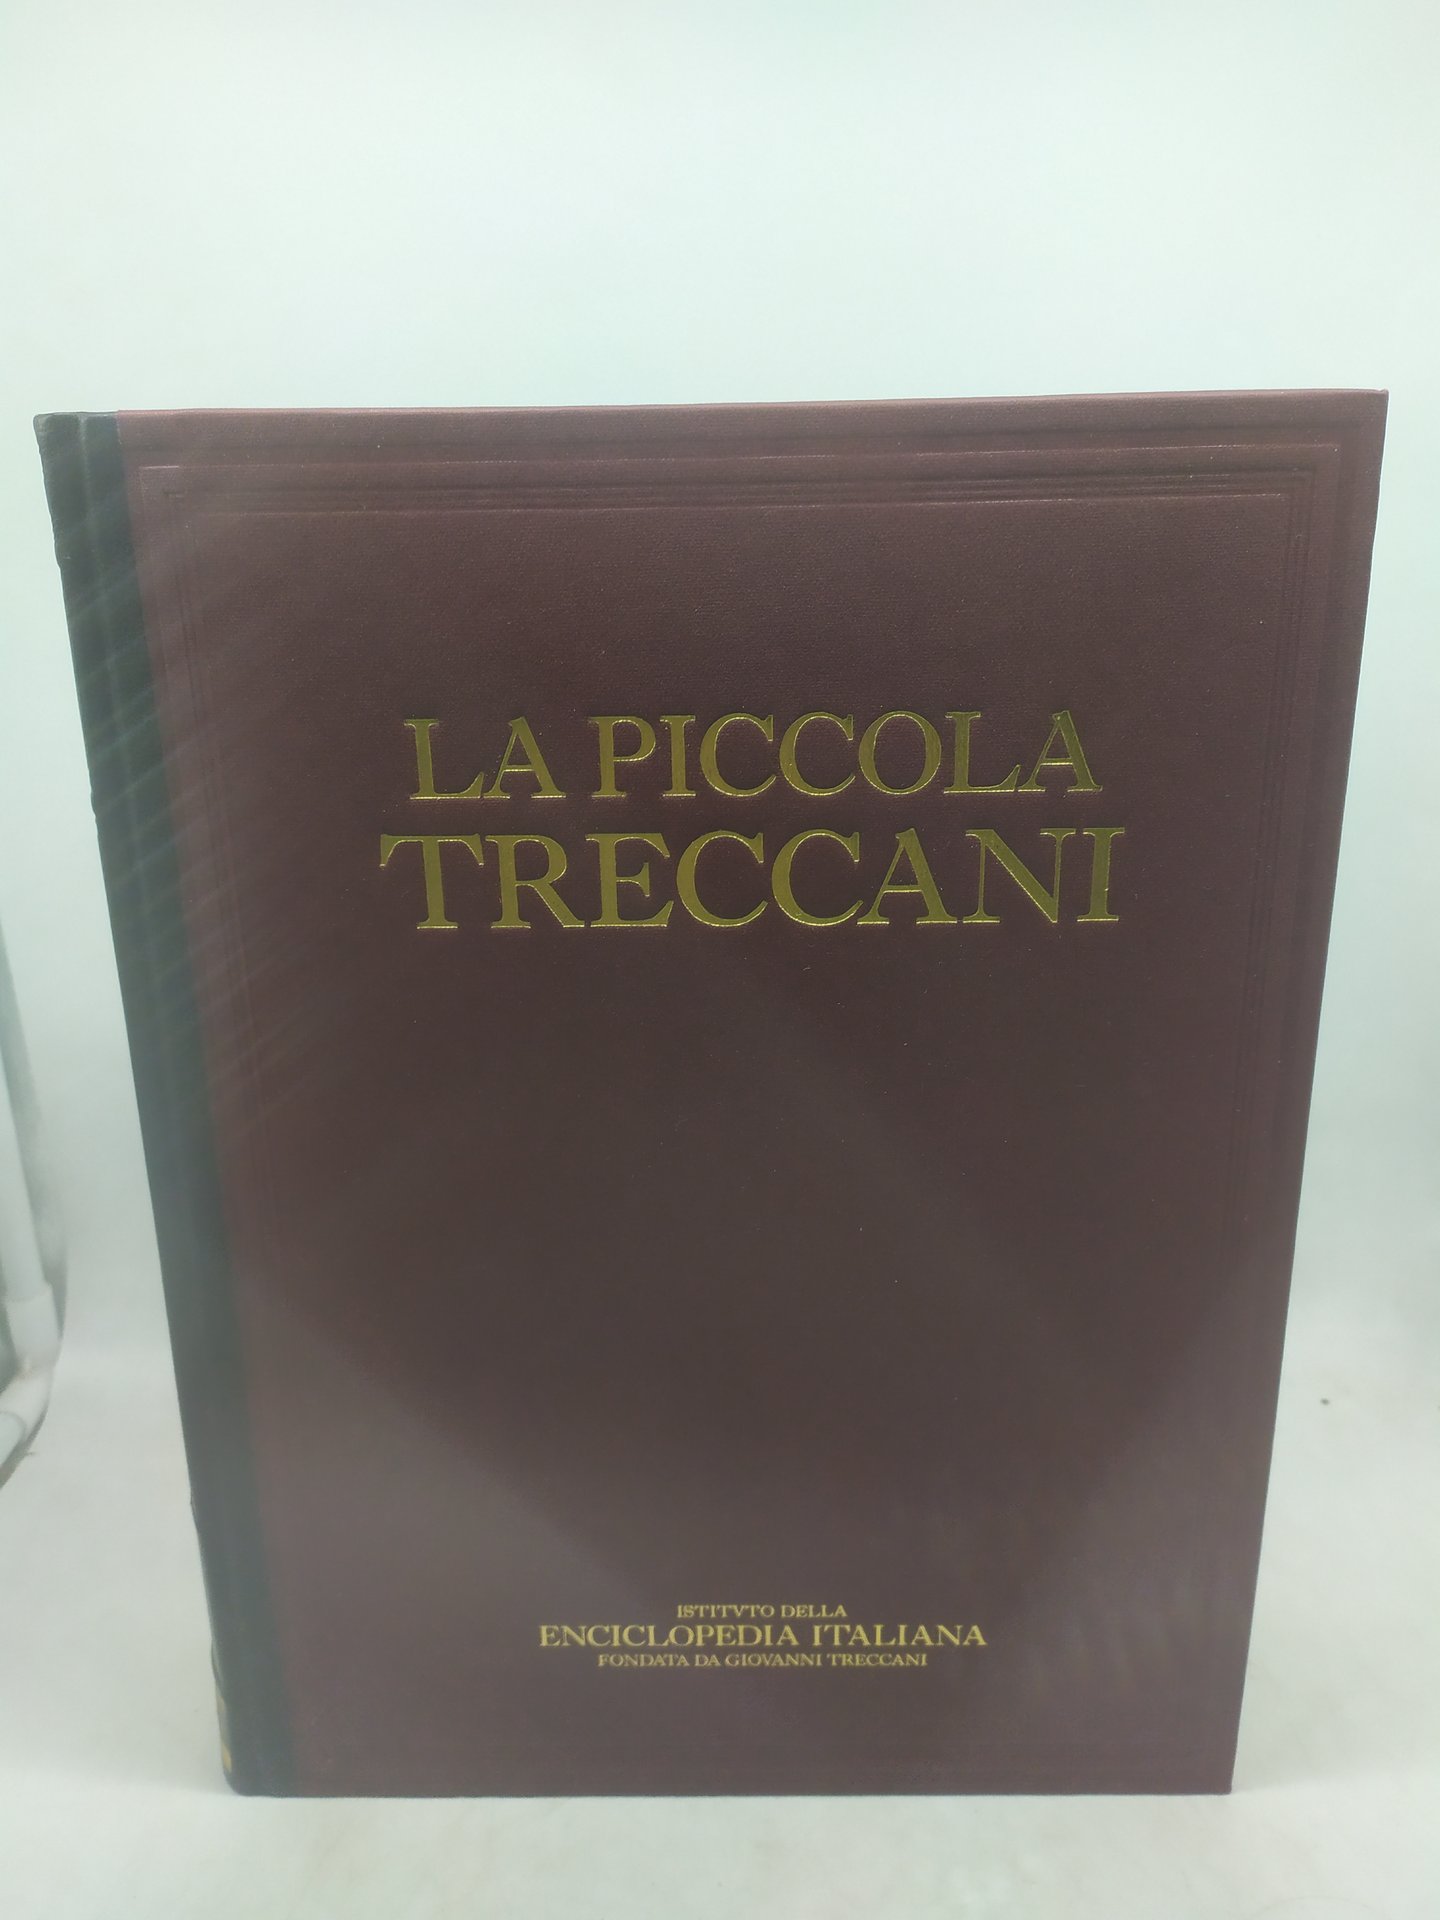 LA PICCOLA
TRECCANI
ISTITVTO DELLA
ENCICLOPEDIA ITALIANA
FONDATA DA GIOVANNI TRECCANI